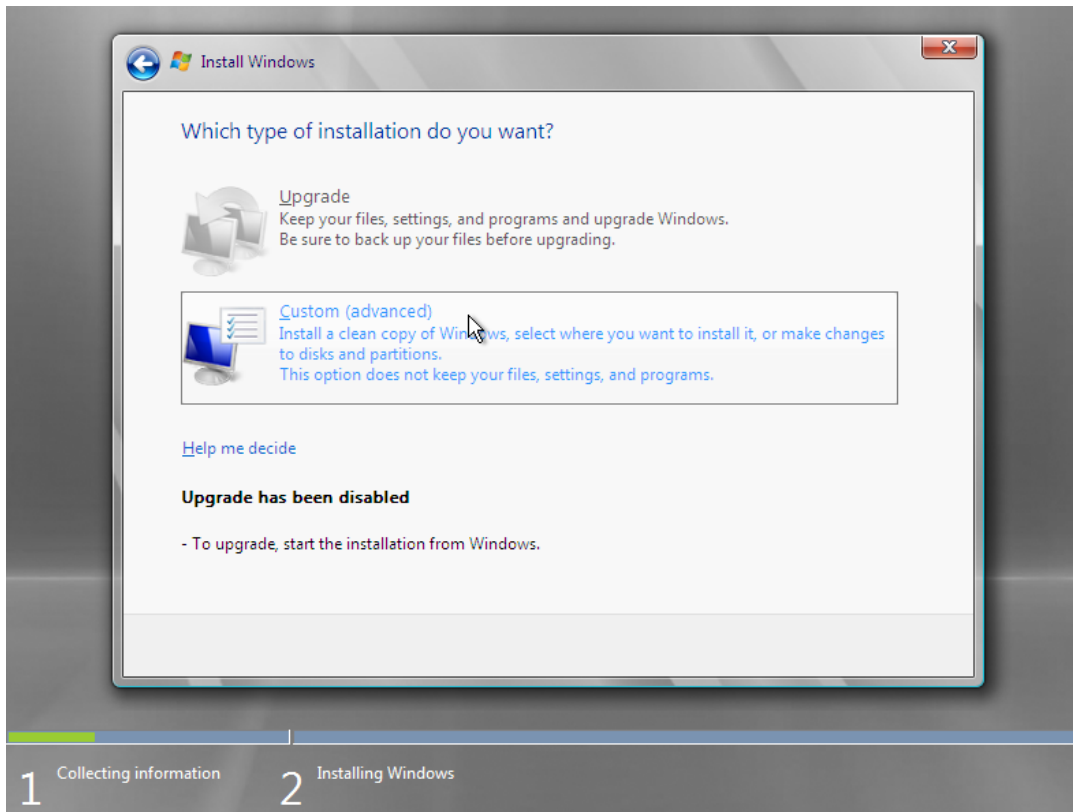 Install Windows
Which type of installation do you want?
Upgrade
Keep your files, settings, and programs and upgrade Windows.
Be sure to back up your files before upgrading.
Custom (advanced)
Install a clean copy of Windows, select where you want to install it, or make changes
to disks and partitions.
This option does not keep your files, settings, and programs.
Help me decide
Upgrade has been disabled
- To upgrade, start the installation from Windows.
1 Collecting information 2 Installing Windows